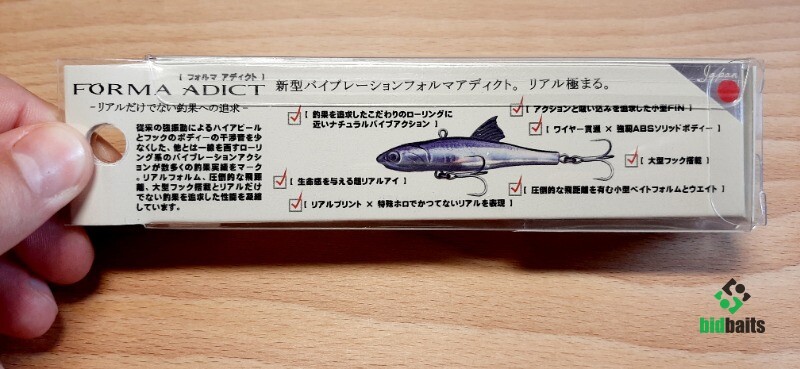 [ フォルマ アディクト ]
FORMA ADICT 新型バイブレーションフォルマアディクト。リアル極まる。
Japan
-リアルだけでない釣果への追求-
従来の強振動によるハイアピール
とフックのボディーの干渉音を少
なくした、他とは一線を画すローリ
ング系のバイブレーションアクシ
ョンが数多くの釣果実績をマーク
。リアルフォルム、圧倒的な飛距
離、大型フック搭載とリアルだけ
でない釣果を追求した性能を凝縮
しています。
[ 釣果を追求したこだわりのローリングに
近いナチュラルバイブアクション ]
[ アクションと吸い込みを追求した小型FIN ]
[ ワイヤー貫通 × 強靭ABSソリッドボディー ]
[ 大型フック搭載 ]
[ 生命感を与える超リアルアイ ]
[ 圧倒的な飛距離を有む小型ベイトフォルムとウエイト ]
[ リアルプリント × 特殊ホロでかつてないリアルを表現 ]
bidbaits